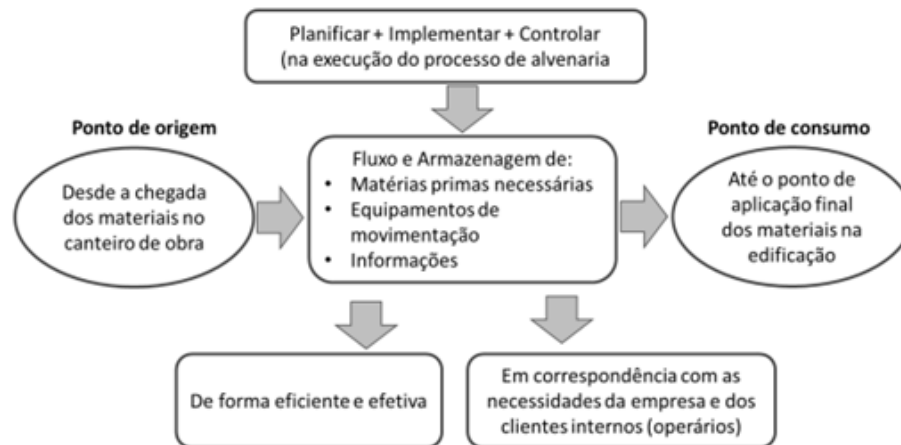 Planificar + Implementar + Controlar
(na execução do processo de alvenaria
Ponto de origem
Ponto de consumo
Desde a chegada
dos materiais no
canteiro de obra
Fluxo e Armazenagem de:
• Matérias primas necessárias
• Equipamentos de
movimentação
• Informações
Até o ponto de
aplicação final
dos materiais na
edificação
De forma eficiente e efetiva
Em correspondência com as
necessidades da empresa e dos
clientes internos (operários)